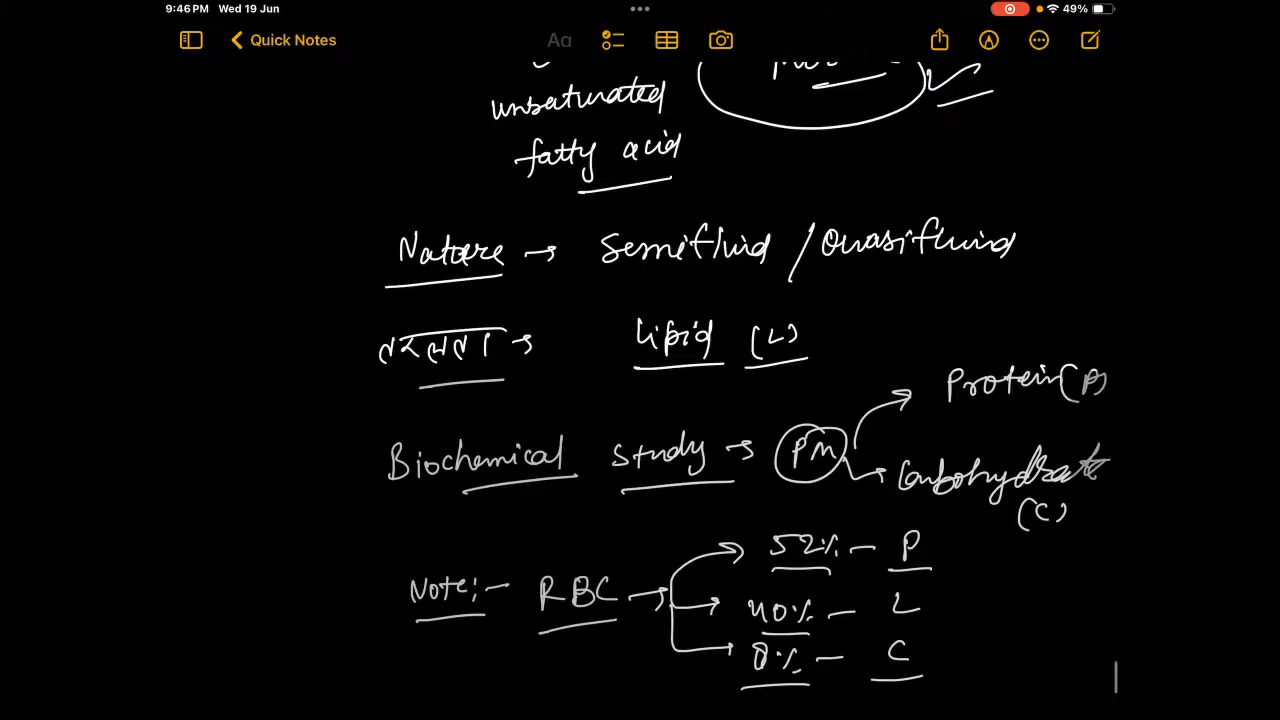 9:46 PM Wed 19 Jun
49%
Quick Notes
Aa
unsaturated
fatty acid
Nature → Semifluid / Quasifluid
→ Lipid (L)
Protein (P)
Biochemical Study → PM
Carbohydrate
(C)
52% - P
Note:- RBC → 40% - L
8% - C